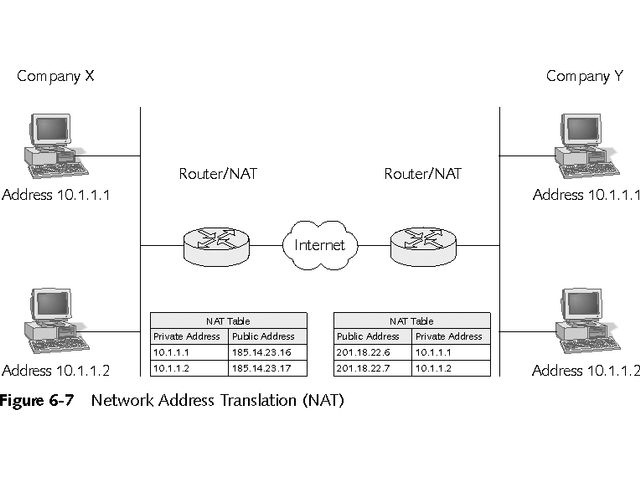 Company X
Company Y
Router/NAT
Router/NAT
Address 10.1.1.1
Address 10.1.1.1
Internet
NAT Table
Private Address Public Address
10.1.1.1 185.14.23.16
10.1.1.2 185.14.23.17
NAT Table
Public Address Private Address
201.18.22.6 10.1.1.1
201.18.22.7 10.1.1.2
Address 10.1.1.2
Address 10.1.1.2
Figure 6-7 Network Address Translation (NAT)